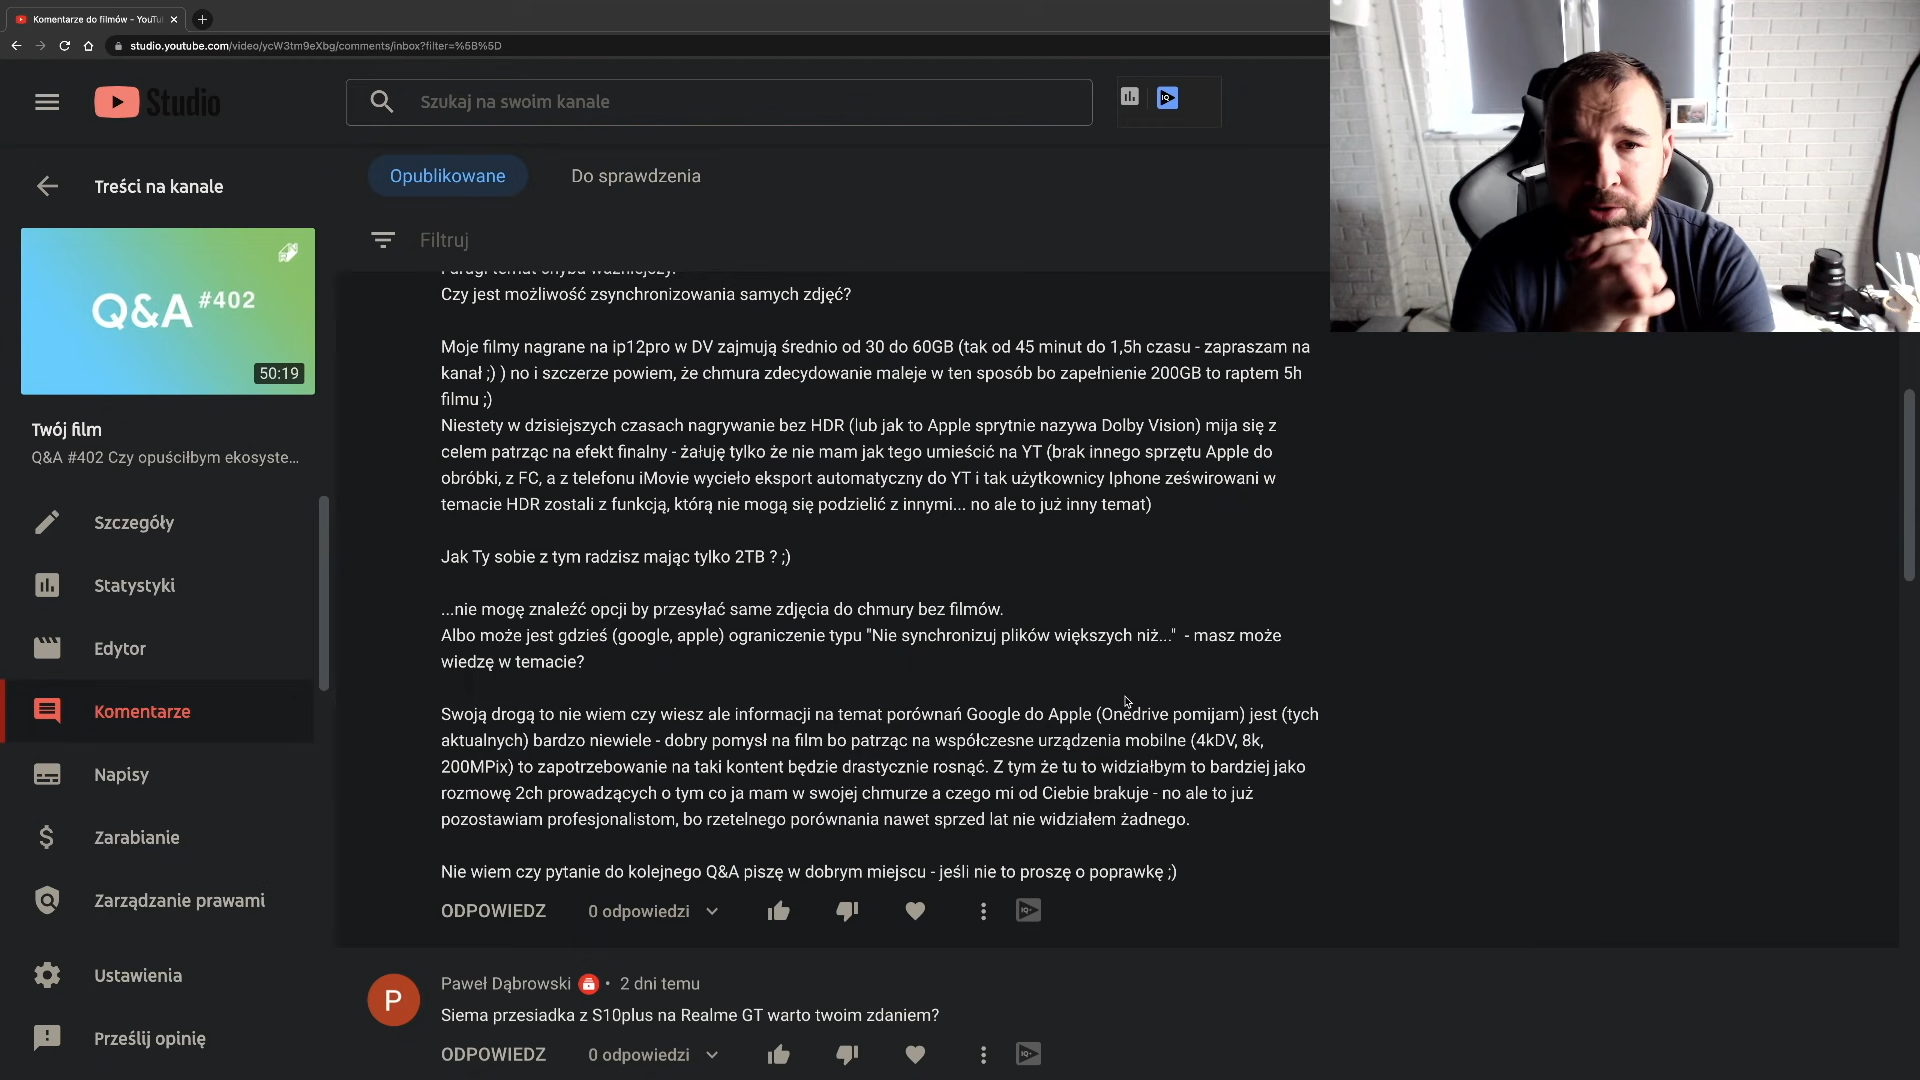 Komentarze do filmów – YouTu
studio.youtube.com/video/ycW3tm9eXbg/comments/inbox?filter=%5B%5D
Studio
Szukaj na swoim kanale
IQ
Treści na kanale
Opublikowane
Do sprawdzenia
Filtruj
Q&A #402
50:19
Twój film
Q&A #402 Czy opuściłbym ekosyste...
Szczegóły
Statystyki
Edytor
Komentarze
Napisy
Zarabianie
Zarządzanie prawami
Ustawienia
Prześlij opinię
Czy jest możliwość zsynchronizowania samych zdjęć?
Moje filmy nagrane na ip12pro w DV zajmują średnio od 30 do 60GB (tak od 45 minut do 1,5h czasu - zapraszam na
kanał ;) ) no i szczerze powiem, że chmura zdecydowanie maleje w ten sposób bo zapełnienie 200GB to raptem 5h
filmu ;)
Niestety w dzisiejszych czasach nagrywanie bez HDR (lub jak to Apple sprytnie nazywa Dolby Vision) mija się z
celem patrząc na efekt finalny - żałuję tylko że nie mam jak tego umieścić na YT (brak innego sprzętu Apple do
obróbki, z FC, a z telefonu iMovie wycieło eksport automatyczny do YT i tak użytkownicy Iphone ześwirowani w
temacie HDR zostali z funkcją, którą nie mogą się podzielić z innymi... no ale to już inny temat)
Jak Ty sobie z tym radzisz mając tylko 2TB ? ;)
...nie mogę znaleźć opcji by przesyłać same zdjęcia do chmury bez filmów.
Albo może jest gdzieś (google, apple) ograniczenie typu "Nie synchronizuj plików większych niż..."  - masz może
wiedzę w temacie?
Swoją drogą to nie wiem czy wiesz ale informacji na temat porównań Google do Apple (Onedrive pomijam) jest (tych
aktualnych) bardzo niewiele - dobry pomysł na film bo patrząc na współczesne urządzenia mobilne (4kDV, 8k,
200MPix) to zapotrzebowanie na taki kontent będzie drastycznie rosnąć. Z tym że tu to widziałbym to bardziej jako
rozmowę 2ch prowadzących o tym co ja mam w swojej chmurze a czego mi od Ciebie brakuje - no ale to już
pozostawiam profesjonalistom, bo rzetelnego porównania nawet sprzed lat nie widziałem żadnego.
Nie wiem czy pytanie do kolejnego Q&A piszę w dobrym miejscu - jeśli nie to proszę o poprawkę ;)
ODPOWIEDZ 0 odpowiedzi
P
Paweł Dąbrowski • 2 dni temu
Siema przesiadka z S10plus na Realme GT warto twoim zdaniem?
ODPOWIEDZ 0 odpowiedzi